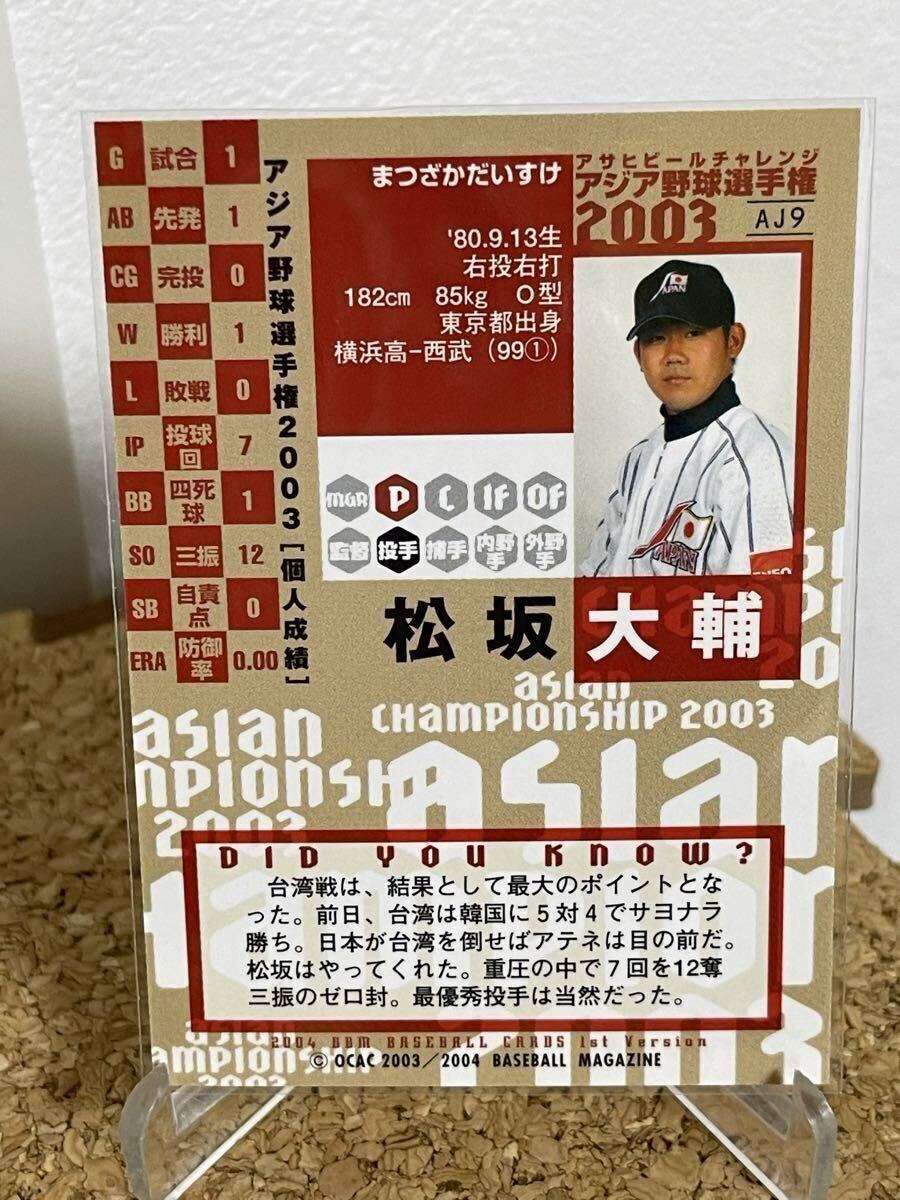 G 試合 1
AB 先発 1
CG 完投 0
W 勝利 1
L 敗戦 0
IP 投球回 7
BB 四死球 1
SO 三振 12
SB 自責点 0
ERA 防御率 0.00
アジア野球選手権2003[個人成績]
まつざかだいすけ
'80.9.13生
右投右打
182cm 85kg O型
東京都出身
横浜高−西武（99①）
アサヒビールチャレンジ
アジア野球選手権
2003 AJ9
JAPAN
JAPAN
MGR P C IF OF
監督 投手 捕手 内野手 外野手
松坂大輔
asian
CHampIONSHIP 2003
DID YOU KNOW?
台湾戦は、結果として最大のポイントとな
った。前日、台湾は韓国に5対4でサヨナラ
勝ち。日本が台湾を倒せばアテネは目の前だ。
松坂はやってくれた。重圧の中で7回を12奪
三振のゼロ封。最優秀投手は当然だった。
2004 BBM BASEBALL CARDS 1st Version
© OCAC 2003／2004 BASEBALL MAGAZINE